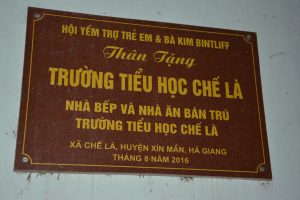 HỘI YỂM TRỢ TRẺ EM & BÀ KIM BINTLIFF
Thân Tặng
TRƯỜNG TIỂU HỌC CHẾ LÀ
NHÀ BẾP VÀ NHÀ ĂN BÁN TRÚ
TRƯỜNG TIỂU HỌC CHẾ LÀ
XÃ CHẾ LÀ, HUYỆN XÍN MẦN, HÀ GIANG
THÁNG 8-NĂM 2016